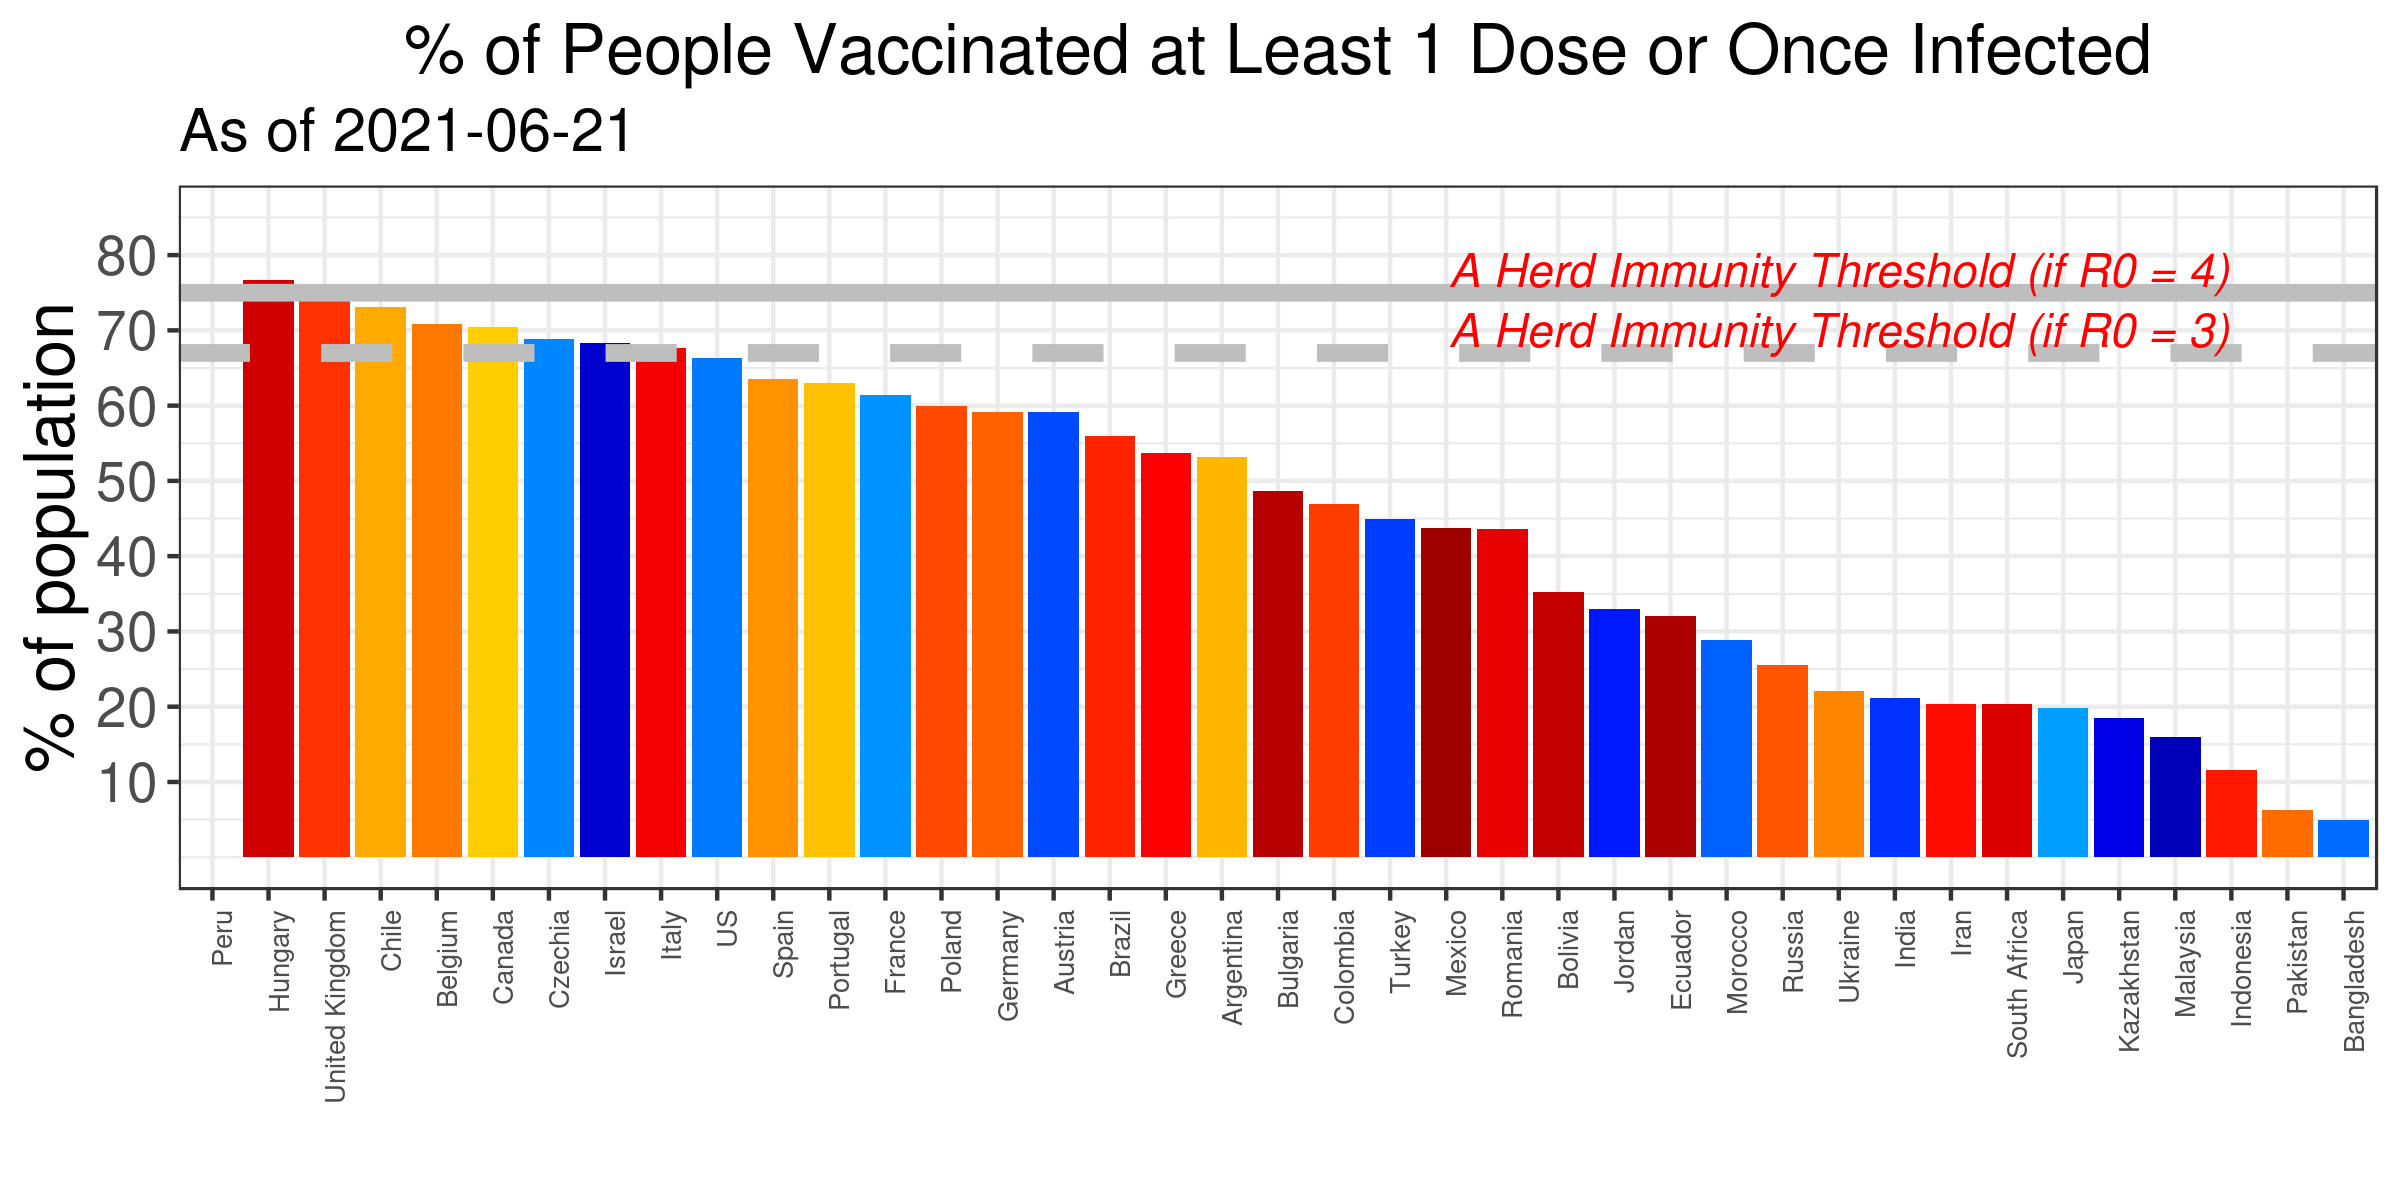 % of People Vaccinated at Least 1 Dose or Once Infected
As of 2021-06-21
% of population
80
70
60
50
40
30
20
10
A Herd Immunity Threshold (if R0 = 4)
A Herd Immunity Threshold (if R0 = 3)
Peru
Hungary
United Kingdom
Chile
Belgium
Canada
Czechia
Israel
Italy
US
Spain
Portugal
France
Poland
Germany
Austria
Brazil
Greece
Argentina
Bulgaria
Colombia
Turkey
Mexico
Romania
Bolivia
Jordan
Ecuador
Morocco
Russia
Ukraine
India
Iran
South Africa
Japan
Kazakhstan
Malaysia
Indonesia
Pakistan
Bangladesh